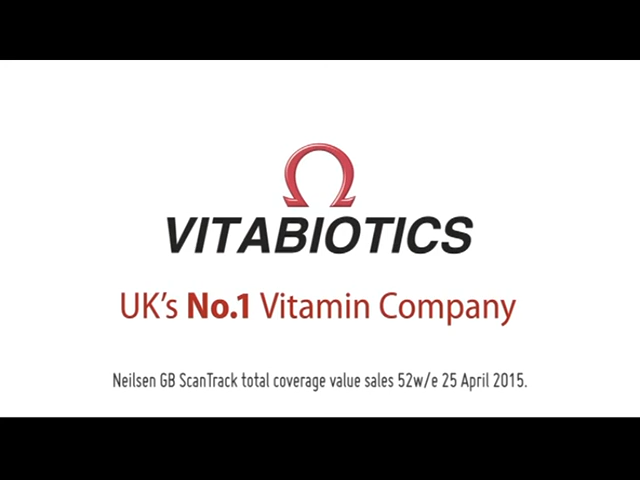 VITABIOTICS
UK's No.1 Vitamin Company
Neilsen GB ScanTrack total coverage value sales 52w/e 25 April 2015.